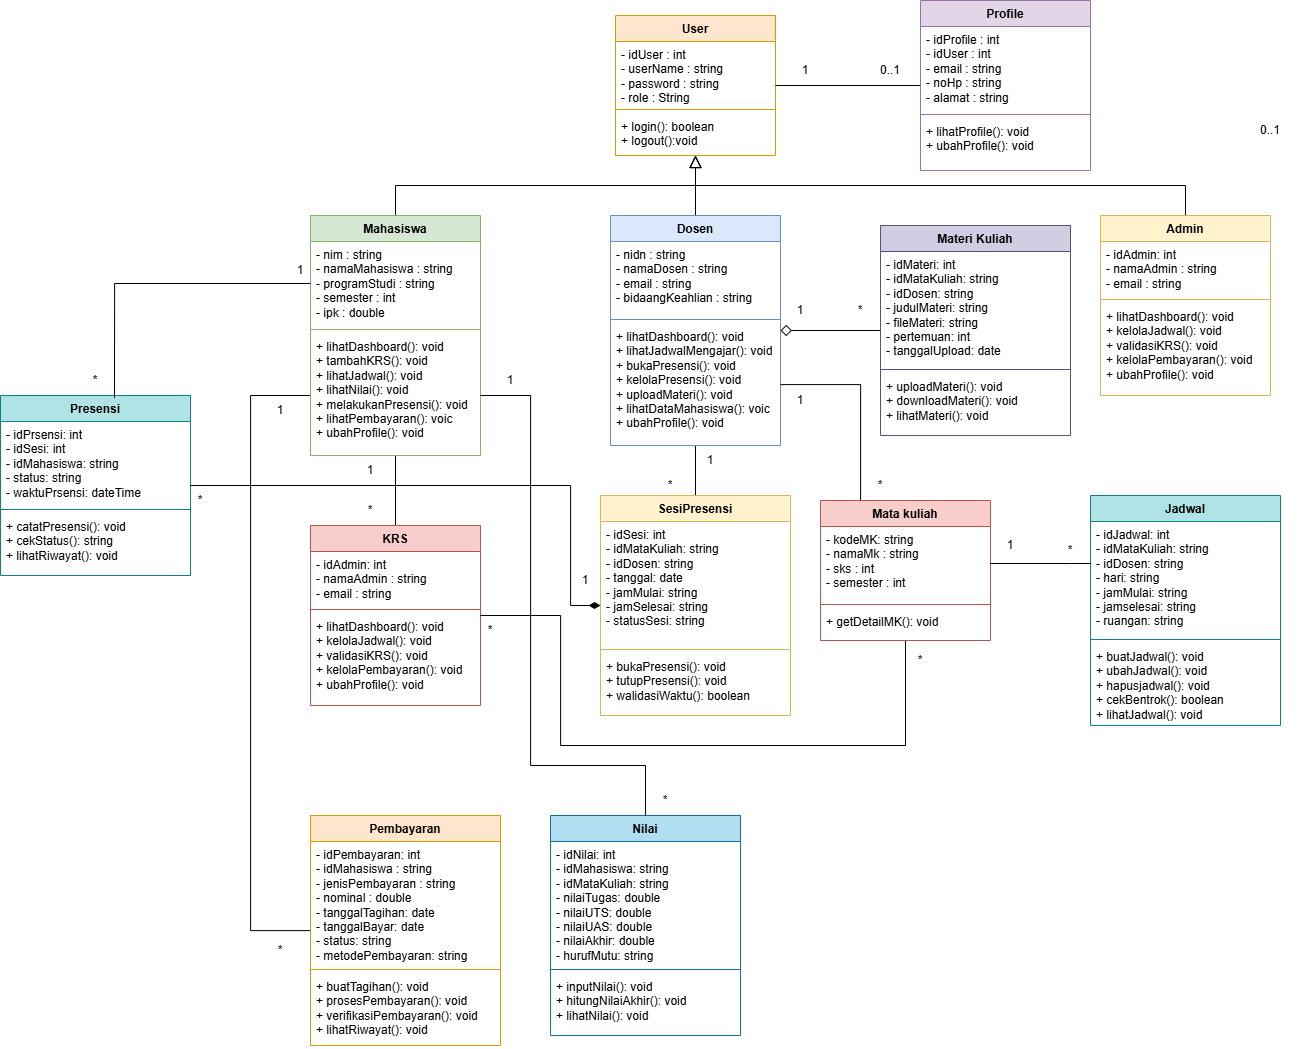 User
- idUser : int
- userName : string
- password : string
- role : String
+ login(): boolean
+ logout():void
1
0..1
Profile
- idProfile : int
- idUser : int
- email : string
- noHp : string
- alamat : string
+ lihatProfile(): void
+ ubahProfile(): void
0..1
Mahasiswa
- nim : string
- namaMahasiswa : string
- programStudi : string
- semester : int
- ipk : double
+ lihatDashboard(): void
+ tambahKRS(): void
+ lihatJadwal(): void
+ lihatNilai(): void
+ melakukanPresensi(): void
+ lihatPembayaran(): voic
+ ubahProfile(): void
1
*
1
1
1
*
Dosen
- nidn : string
- namaDosen : string
- email : string
- bidaangKeahlian : string
+ lihatDashboard(): void
+ lihatJadwalMengajar(): void
+ bukaPresensi(): void
+ kelolaPresensi(): void
+ uploadMateri(): void
+ lihatDataMahasiswa(): voic
+ ubahProfile(): void
1
*
1
*
1
*
Materi Kuliah
- idMateri: int
- idMataKuliah: string
- idDosen: string
- judulMateri: string
- fileMateri: string
- pertemuan: int
- tanggalUpload: date
+ uploadMateri(): void
+ downloadMateri(): void
+ lihatMateri(): void
Admin
- idAdmin: int
- namaAdmin : string
- email : string
+ lihatDashboard(): void
+ kelolaJadwal(): void
+ validasiKRS(): void
+ kelolaPembayaran(): void
+ ubahProfile(): void
Presensi
- idPrsensi: int
- idSesi: int
- idMahasiswa: string
- status: string
- waktuPrsensi: dateTime
+ catatPresensi(): void
+ cekStatus(): string
+ lihatRiwayat(): void
*
1
KRS
- idAdmin: int
- namaAdmin : string
- email : string
+ lihatDashboard(): void
+ kelolaJadwal(): void
+ validasiKRS(): void
+ kelolaPembayaran(): void
+ ubahProfile(): void
*
SesiPresensi
- idSesi: int
- idMataKuliah: string
- idDosen: string
- tanggal: date
- jamMulai: string
- jamSelesai: string
- statusSesi: string
+ bukaPresensi(): void
+ tutupPresensi(): void
+ walidasiWaktu(): boolean
Mata kuliah
- kodeMK: string
- namaMk : string
- sks : int
- semester : int
+ getDetailMK(): void
*
1
*
Jadwal
- idJadwal: int
- idMataKuliah: string
- idDosen: string
- hari: string
- jamMulai: string
- jamselesai: string
- ruangan: string
+ buatJadwal(): void
+ ubahJadwal(): void
+ hapusjadwal(): void
+ cekBentrok(): boolean
+ lihatJadwal(): void
*
Pembayaran
- idPembayaran: int
- idMahasiswa : string
- jenisPembayaran : string
- nominal : double
- tanggalTagihan: date
- tanggalBayar: date
- status: string
- metodePembayaran: string
+ buatTagihan(): void
+ prosesPembayaran(): void
+ verifikasiPembayaran(): void
+ lihatRiwayat(): void
*
Nilai
- idNilai: int
- idMahasiswa: string
- idMataKuliah: string
- nilaiTugas: double
- nilaiUTS: double
- nilaiUAS: double
- nilaiAkhir: double
- hurufMutu: string
+ inputNilai(): void
+ hitungNilaiAkhir(): void
+ lihatNilai(): void